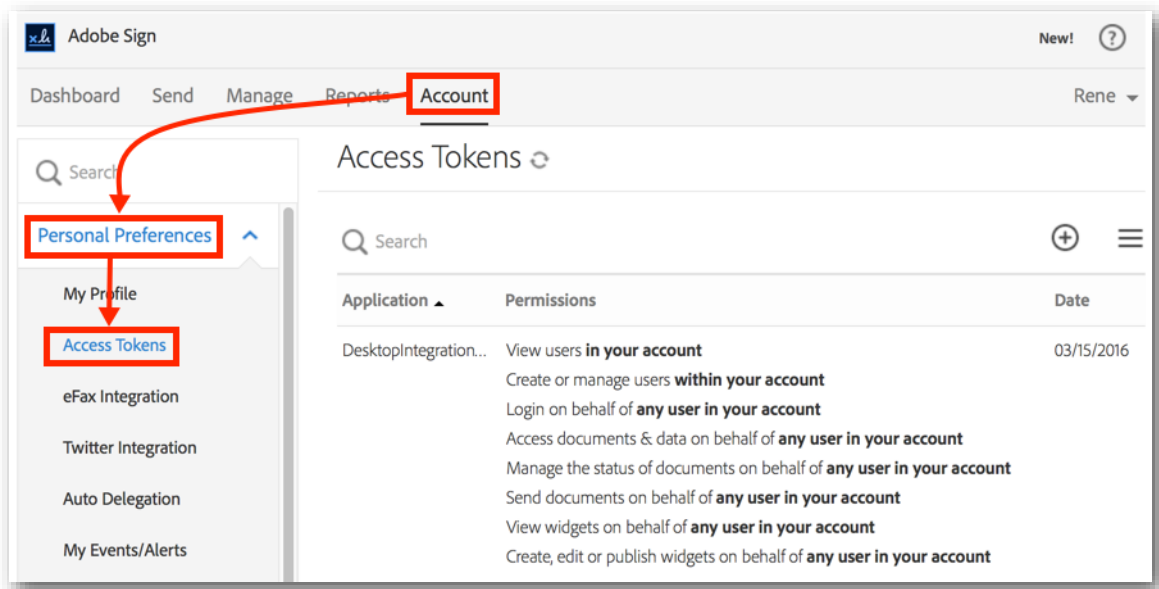 Adobe Sign
New! ?
Dashboard Send Manage Reports Account Rene
Search
Personal Preferences
My Profile
Access Tokens
eFax Integration
Twitter Integration
Auto Delegation
My Events/Alerts
Access Tokens
Search
Application Permissions Date
DesktopIntegration... View users in your account 03/15/2016
Create or manage users within your account
Login on behalf of any user in your account
Access documents & data on behalf of any user in your account
Manage the status of documents on behalf of any user in your account
Send documents on behalf of any user in your account
View widgets on behalf of any user in your account
Create, edit or publish widgets on behalf of any user in your account